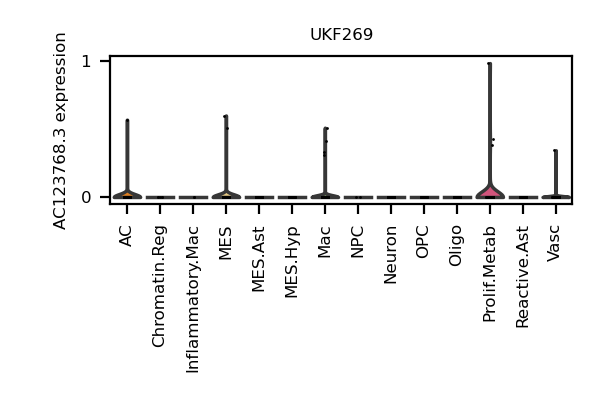 UKF269
AC123768.3 expression
1
0
AC
Chromatin.Reg
Inflammatory.Mac
MES
MES.Ast
MES.Hyp
Mac
NPC
Neuron
OPC
Oligo
Prolif.Metab
Reactive.Ast
Vasc